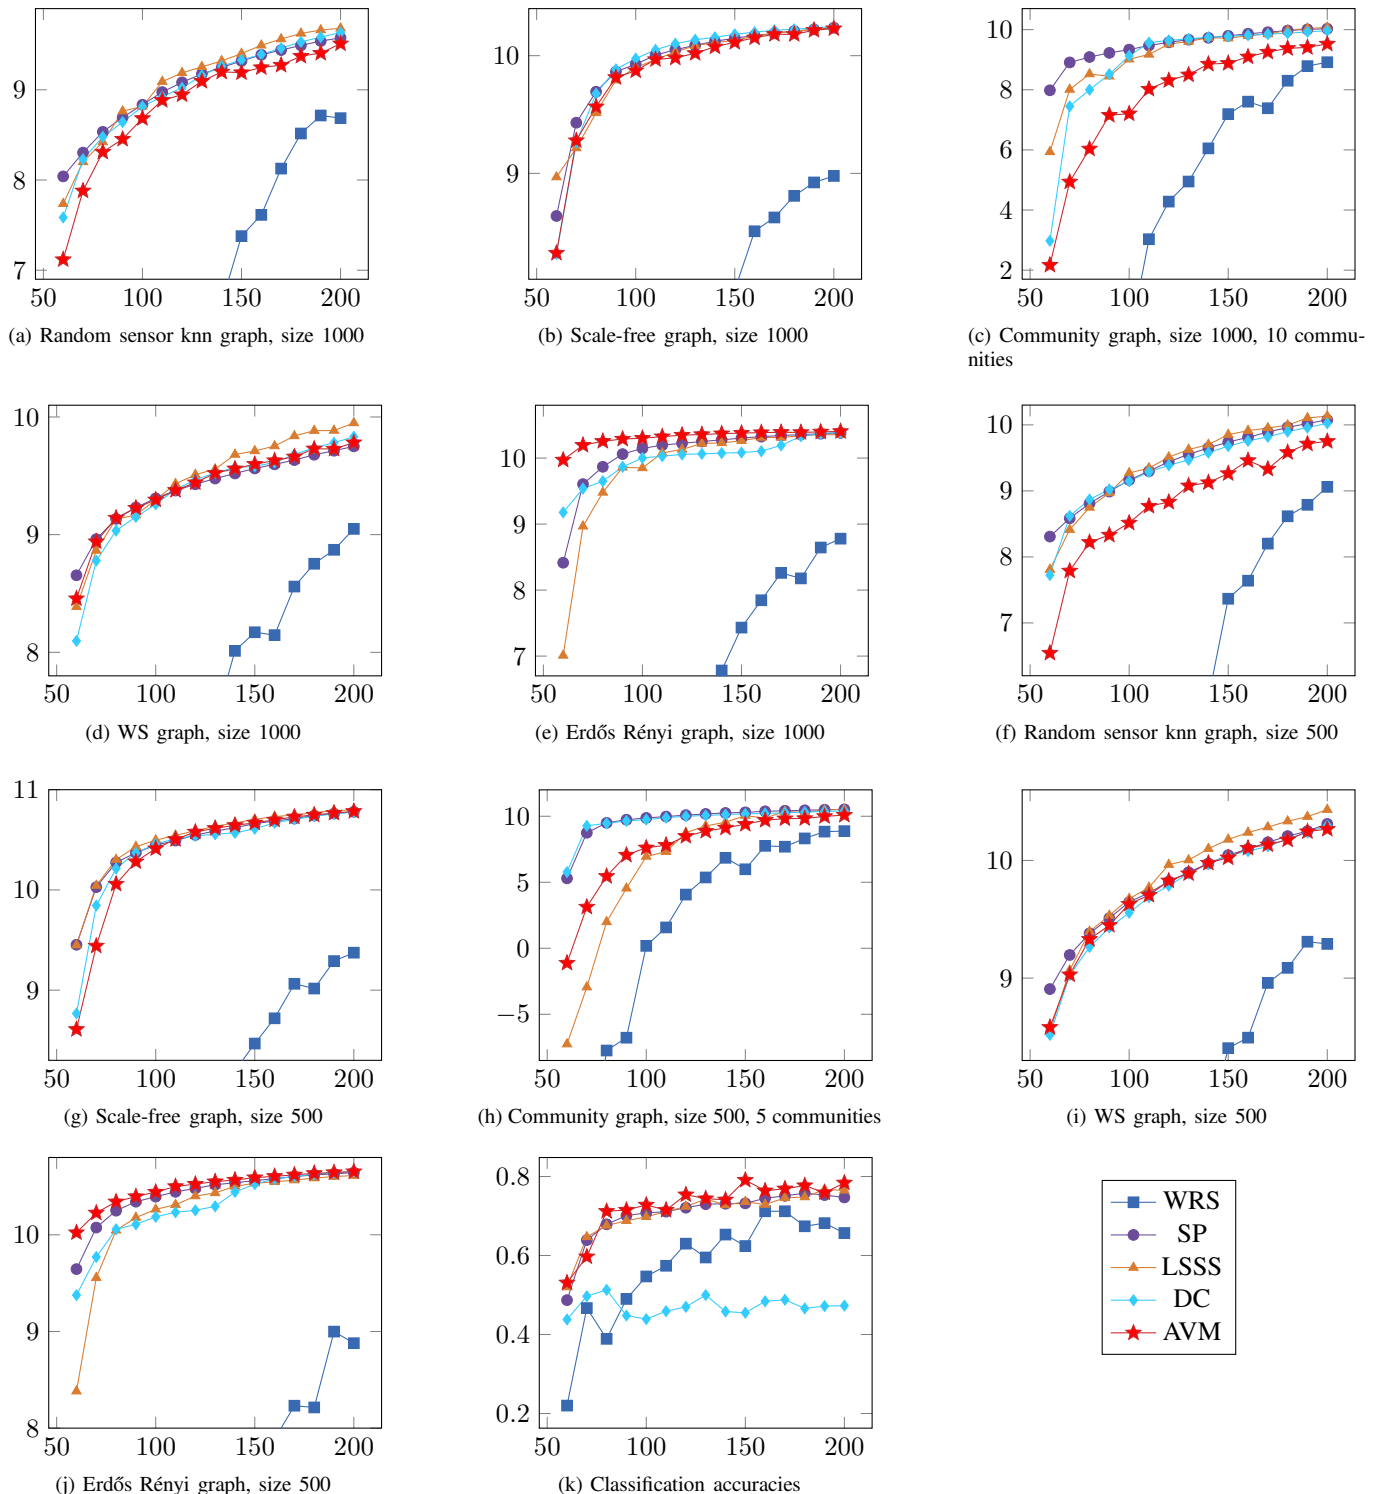 9
8
7
50 100 150 200
(a) Random sensor knn graph, size 1000
10
9
50 100 150 200
(b) Scale-free graph, size 1000
10
8
6
4
2
50 100 150 200
(c) Community graph, size 1000, 10 commu-
nities
10
9
8
50 100 150 200
(d) WS graph, size 1000
10
9
8
7
50 100 150 200
(e) Erdős Rényi graph, size 1000
10
9
8
7
50 100 150 200
(f) Random sensor knn graph, size 500
11
10
9
50 100 150 200
(g) Scale-free graph, size 500
10
5
0
−5
50 100 150 200
(h) Community graph, size 500, 5 communities
10
9
50 100 150 200
(i) WS graph, size 500
10
9
8
50 100 150 200
(j) Erdős Rényi graph, size 500
0.8
0.6
0.4
0.2
50 100 150 200
(k) Classification accuracies
WRS
SP
LSSS
DC
AVM